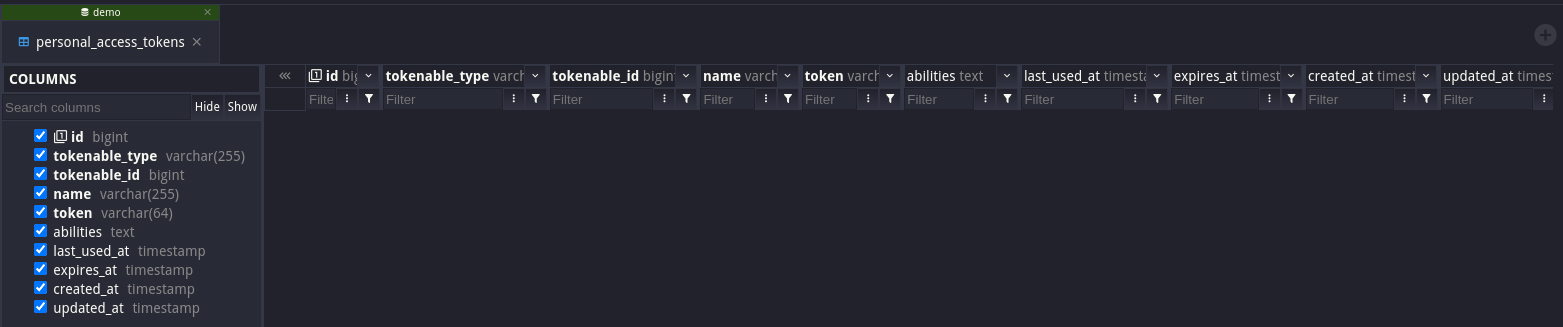 demo
personal_access_tokens
COLUMNS
Search columns Hide Show
id bigint
tokenable_type varchar(255)
tokenable_id bigint
name varchar(255)
token varchar(64)
abilities text
last_used_at timestamp
expires_at timestamp
created_at timestamp
updated_at timestamp
id big tokenable_type varch tokenable_id bigin name varch token varch abilities text last_used_at timesta expires_at timest created_at timest updated_at times
Filte Filter Filter Filter Filter Filter Filter Filter Filter Filter